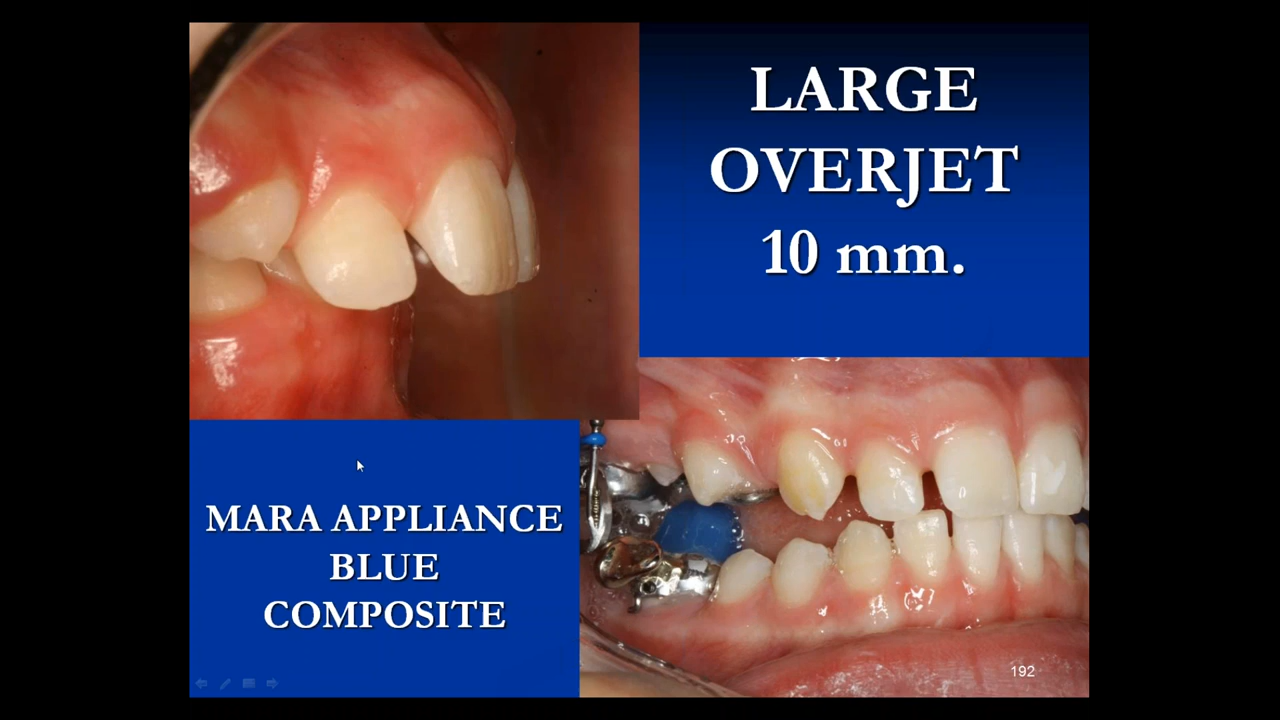 LARGE
OVERJET
10 mm.
MARA APPLIANCE
BLUE
COMPOSITE
192